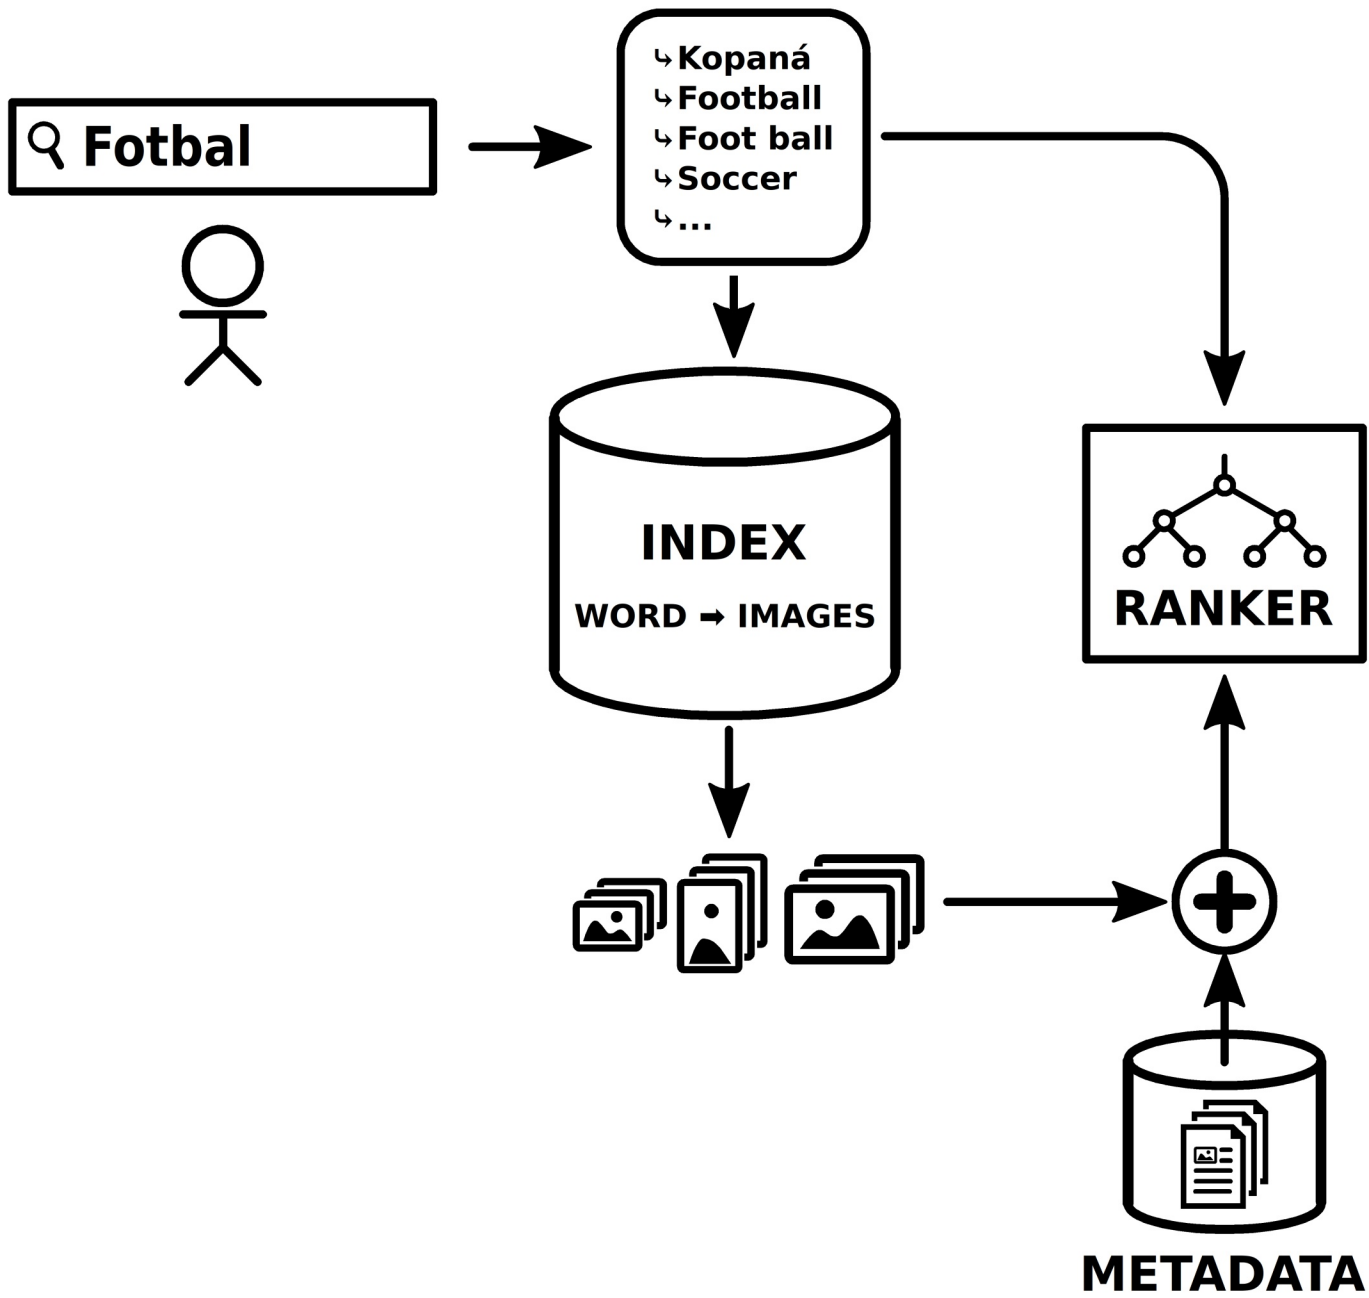 Fotbal
⤷Kopaná
⤷Football
⤷Foot ball
⤷Soccer
⤷...
INDEX
WORD ➡ IMAGES
RANKER
METADATA